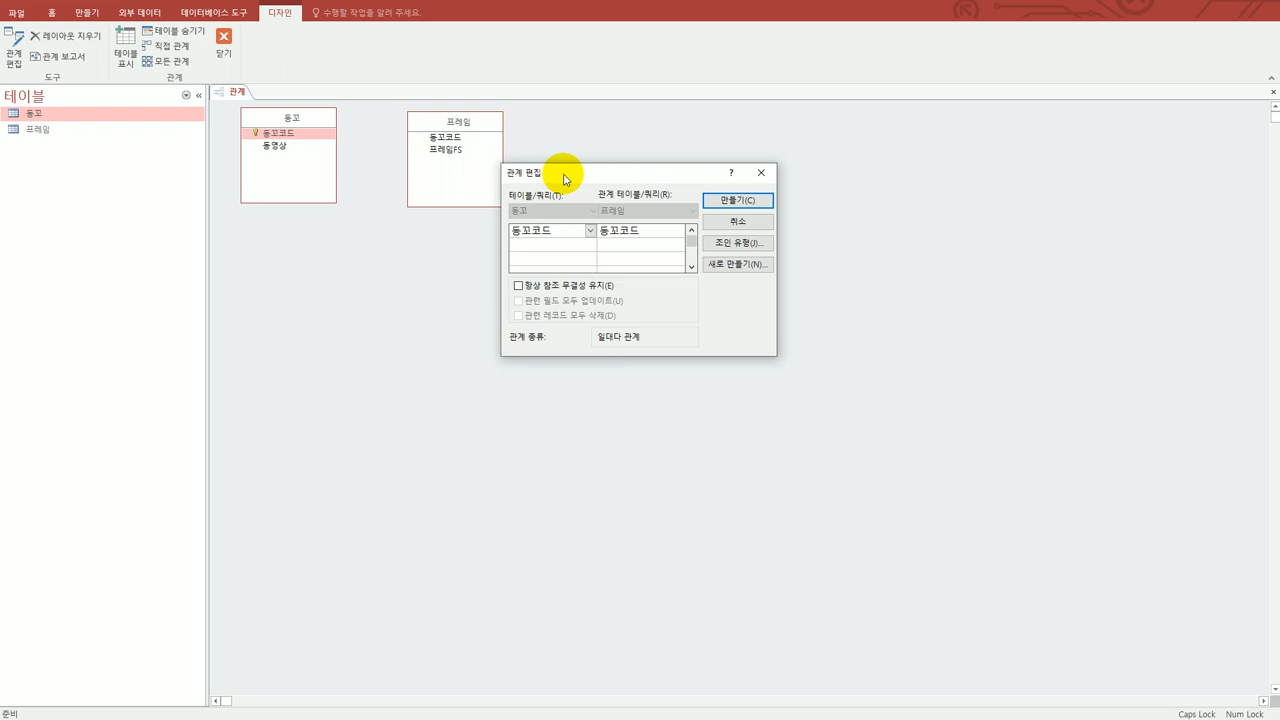 파일 홈 만들기 외부 데이터 데이터베이스 도구 디자인 수행할 작업을 알려 주세요.
관계 편집
레이아웃 지우기
관계 보고서
도구
테이블 표시
테이블 숨기기
직접 관계
모든 관계
관계
닫기
테이블
동꼬
프레임
관계
동꼬
동꼬코드
동영상
프레임
동꼬코드
프레임FS
관계 편집
테이블/쿼리(T): 관계 테이블/쿼리(R):
동꼬 프레임
동꼬코드 동꼬코드
항상 참조 무결성 유지(E)
관련 필드 모두 업데이트(U)
관련 레코드 모두 삭제(D)
관계 종류: 일대다 관계
만들기(C)
취소
조인 유형(J)...
새로 만들기(N)...
준비 Caps Lock Num Lock